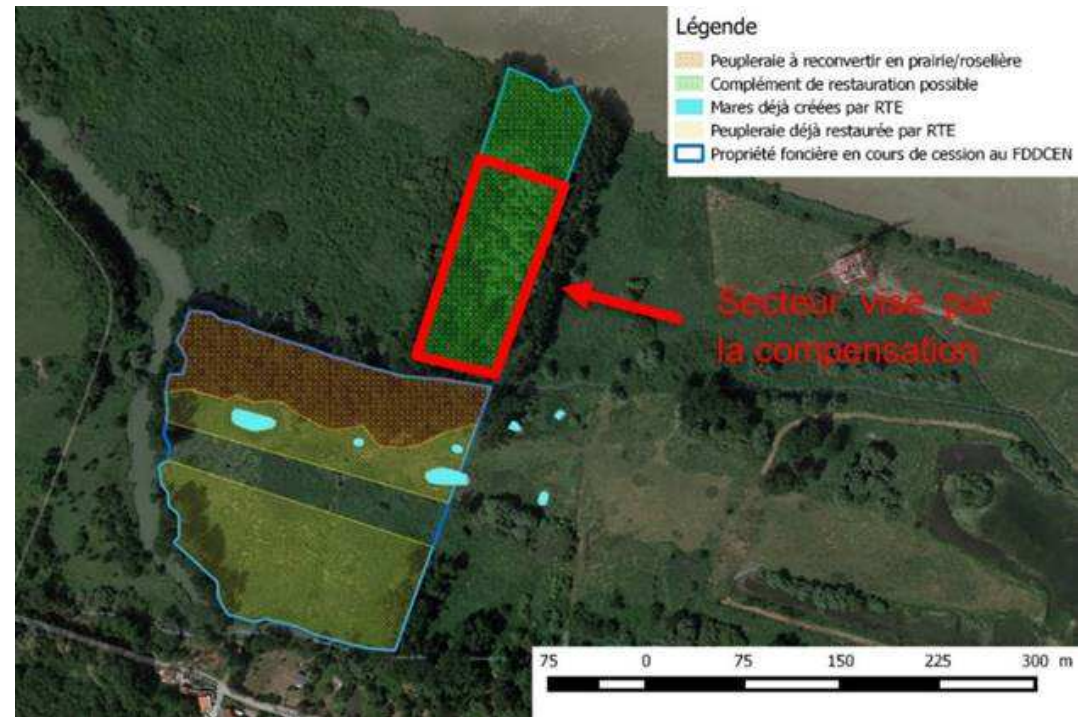 Légende
Peupleraie à reconvertir en prairie/roselière
Complément de restauration possible
Mares déjà créées par RTE
Peupleraie déjà restaurée par RTE
Propriété foncière en cours de cession au FDDCEN
Secteur visé par
la compensation
75 0 75 150 225 300 m